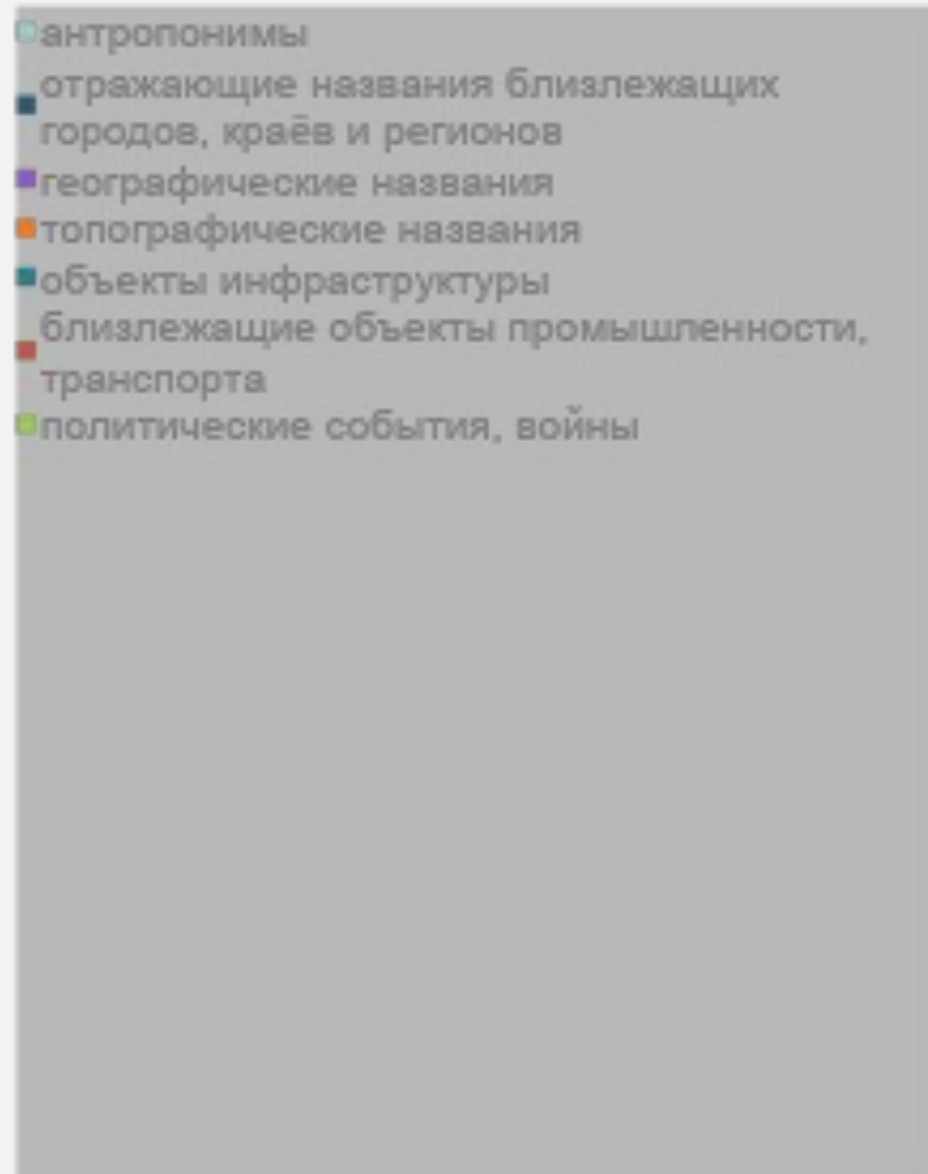 антропонимы
отражающие названия близлежащих
городов, краёв и регионов
географические названия
топографические названия
объекты инфраструктуры
близлежащие объекты промышленности,
транспорта
политические события, войны